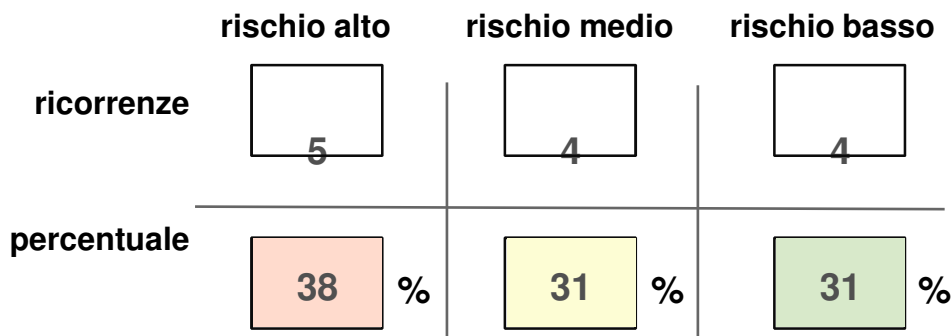 rischio alto rischio medio rischio basso
ricorrenze
5 4 4
percentuale
38 % 31 % 31 %